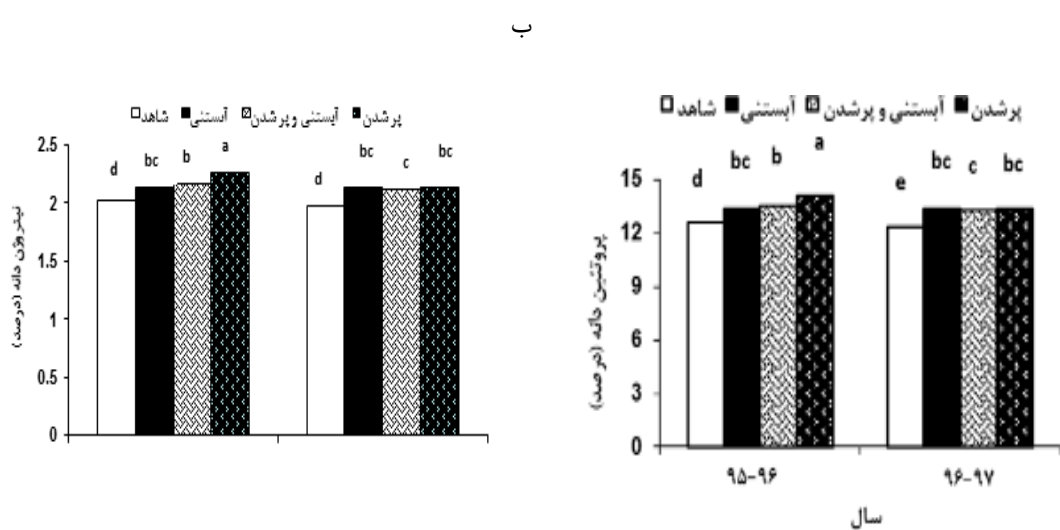 ب
شاهد آبستنی آبستنی و پرشدن پرشدن
2.5
2
1.5
1
0.5
0
نیتروژن دانه (درصد)
d bc b a d bc c bc
شاهد آبستنی آبستنی و پرشدن پرشدن
15
12
9
6
3
0
پروتئین دانه (درصد)
d bc b a e bc c bc
۹۵-۹۶ ۹۶-۹۷
سال